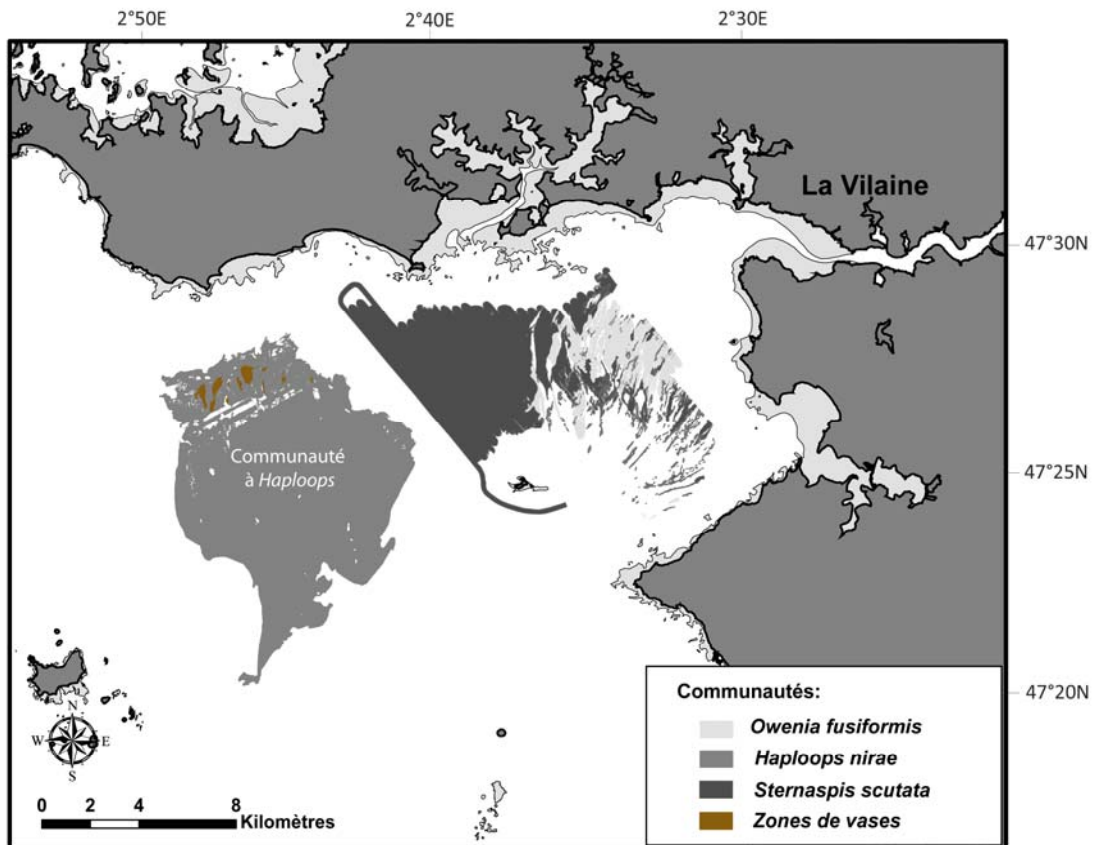 2°50E
2°40E
2°30E
La Vilaine
47°30N
47°25N
Communauté
à Haploops
47°20N
Communautés:
Owenia fusiformis
Haploops nirae
Sternaspis scutata
Zones de vases
N
W
E
S
0 2 4 8
Kilomètres